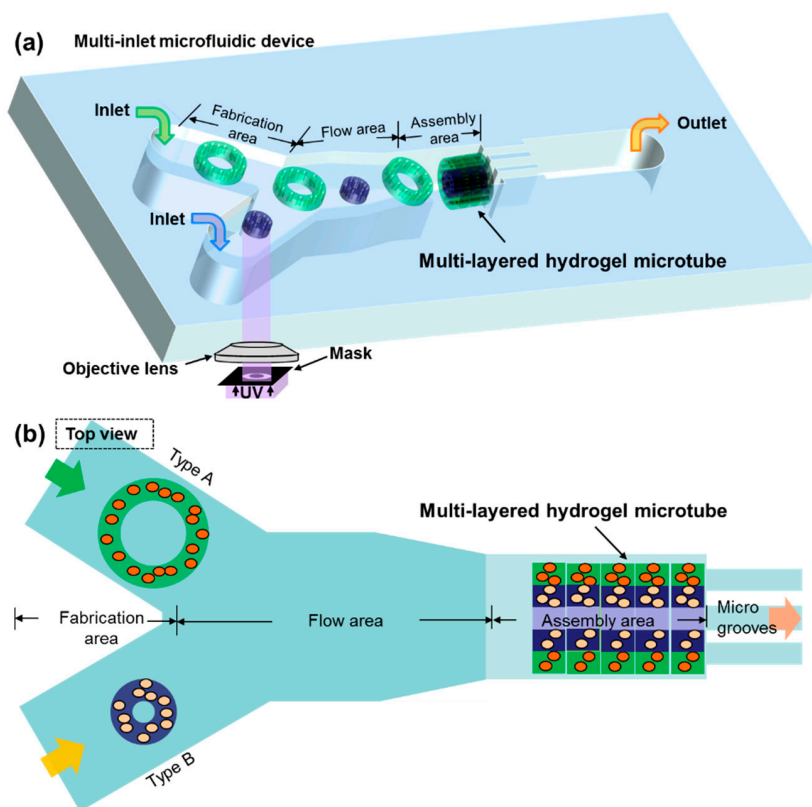 (a)
Multi-inlet microfluidic device
Inlet
Fabrication
area
Flow area
Assembly
area
Outlet
Inlet
Multi-layered hydrogel microtube
Objective lens
Mask
UV
(b)
Top view
Type A
Multi-layered hydrogel microtube
Fabrication
area
Flow area
Assembly area
Micro
grooves
Type B